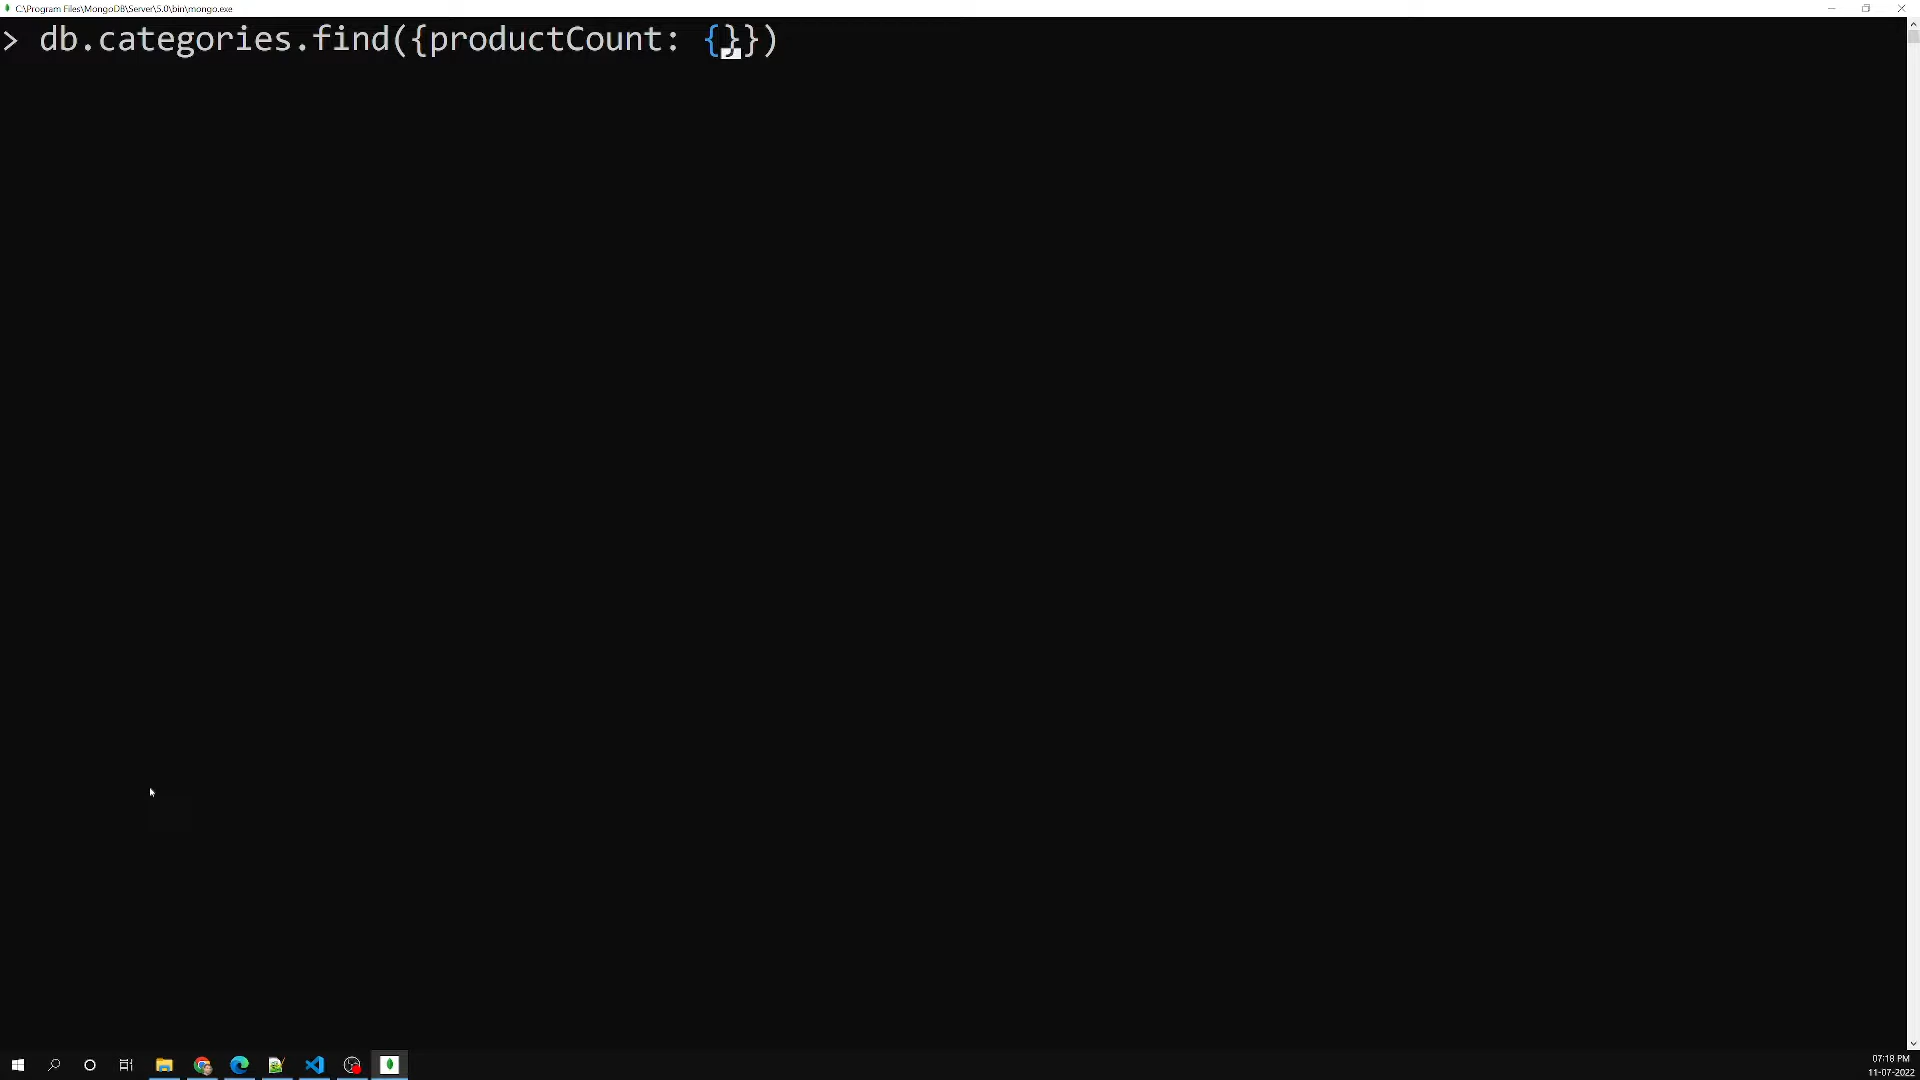 C:\Program Files\MongoDB\Server\5.0\bin\mongo.exe
> db.categories.find({productCount: {}})
07:18 PM
11-07-2022